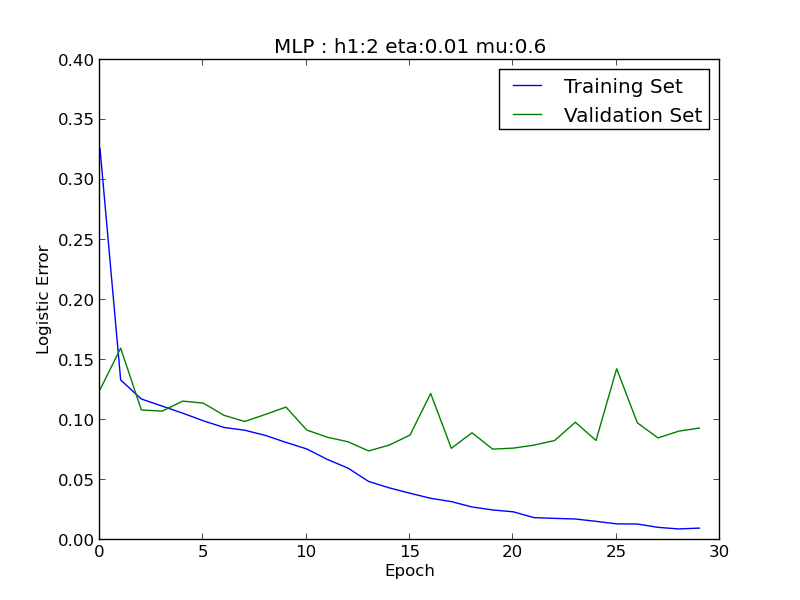 MLP : h1:2 eta:0.01 mu:0.6
Training Set
Validation Set
0.40
0.35
0.30
0.25
0.20
0.15
0.10
0.05
0.00
Logistic Error
0 5 10 15 20 25 30
Epoch